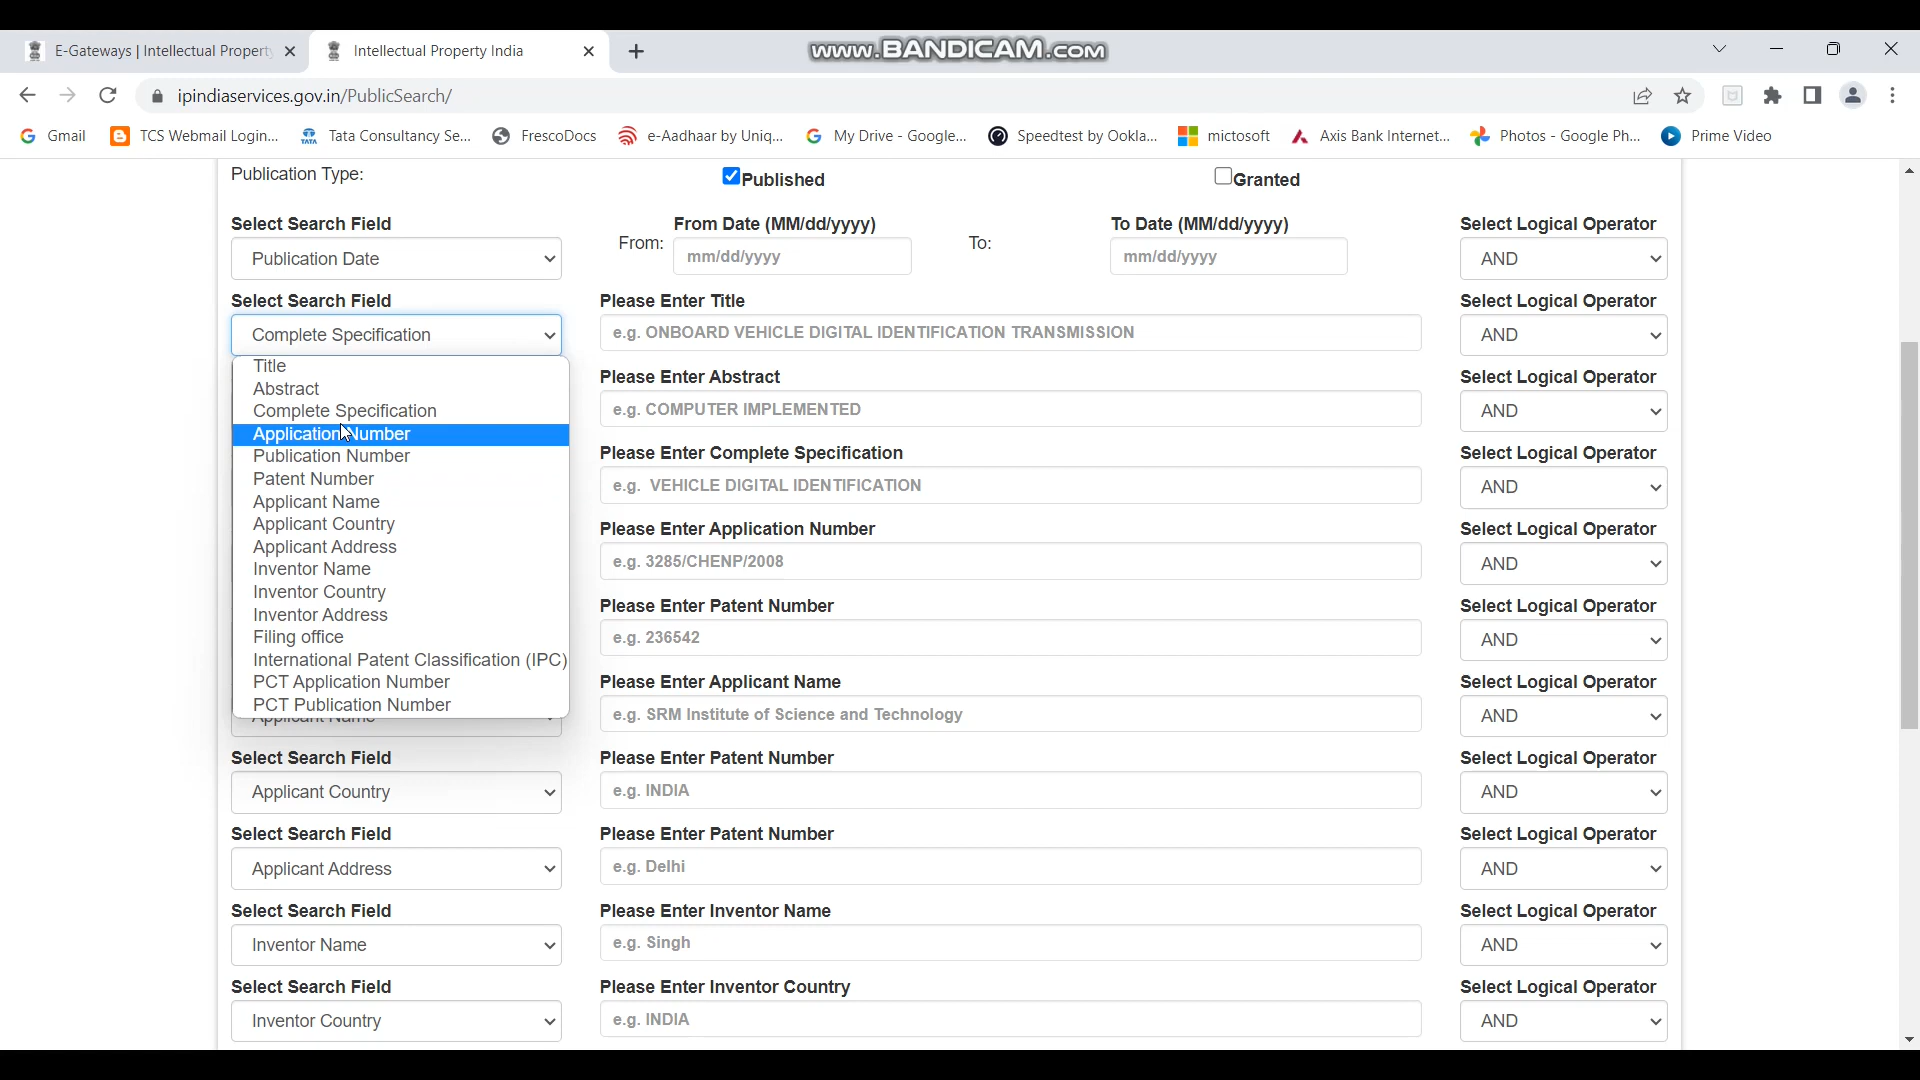 E-Gateways | Intellectual Propert
Intellectual Property India
www.BANDICAM.com
ipindiaservices.gov.in/PublicSearch/
Gmail
TCS Webmail Login...
Tata Consultancy Se...
FrescoDocs
e-Aadhaar by Uniq...
My Drive - Google...
Speedtest by Ookla...
mictosoft
Axis Bank Internet...
Photos - Google Ph...
Prime Video
Publication Type:
Published
Granted
Select Search Field
From Date (MM/dd/yyyy)
To Date (MM/dd/yyyy)
Select Logical Operator
Publication Date
From:
mm/dd/yyyy
To:
mm/dd/yyyy
AND
Select Search Field
Please Enter Title
Select Logical Operator
Complete Specification
e.g. ONBOARD VEHICLE DIGITAL IDENTIFICATION TRANSMISSION
AND
Title
Abstract
Complete Specification
Application Number
Publication Number
Patent Number
Applicant Name
Applicant Country
Applicant Address
Inventor Name
Inventor Country
Inventor Address
Filing office
International Patent Classification (IPC)
PCT Application Number
PCT Publication Number
Applicant Name
Please Enter Abstract
Select Logical Operator
e.g. COMPUTER IMPLEMENTED
AND
Please Enter Complete Specification
Select Logical Operator
e.g. VEHICLE DIGITAL IDENTIFICATION
AND
Please Enter Application Number
Select Logical Operator
e.g. 3285/CHENP/2008
AND
Please Enter Patent Number
Select Logical Operator
e.g. 236542
AND
Please Enter Applicant Name
Select Logical Operator
e.g. SRM Institute of Science and Technology
AND
Select Search Field
Please Enter Patent Number
Select Logical Operator
Applicant Country
e.g. INDIA
AND
Select Search Field
Please Enter Patent Number
Select Logical Operator
Applicant Address
e.g. Delhi
AND
Select Search Field
Please Enter Inventor Name
Select Logical Operator
Inventor Name
e.g. Singh
AND
Select Search Field
Please Enter Inventor Country
Select Logical Operator
Inventor Country
e.g. INDIA
AND